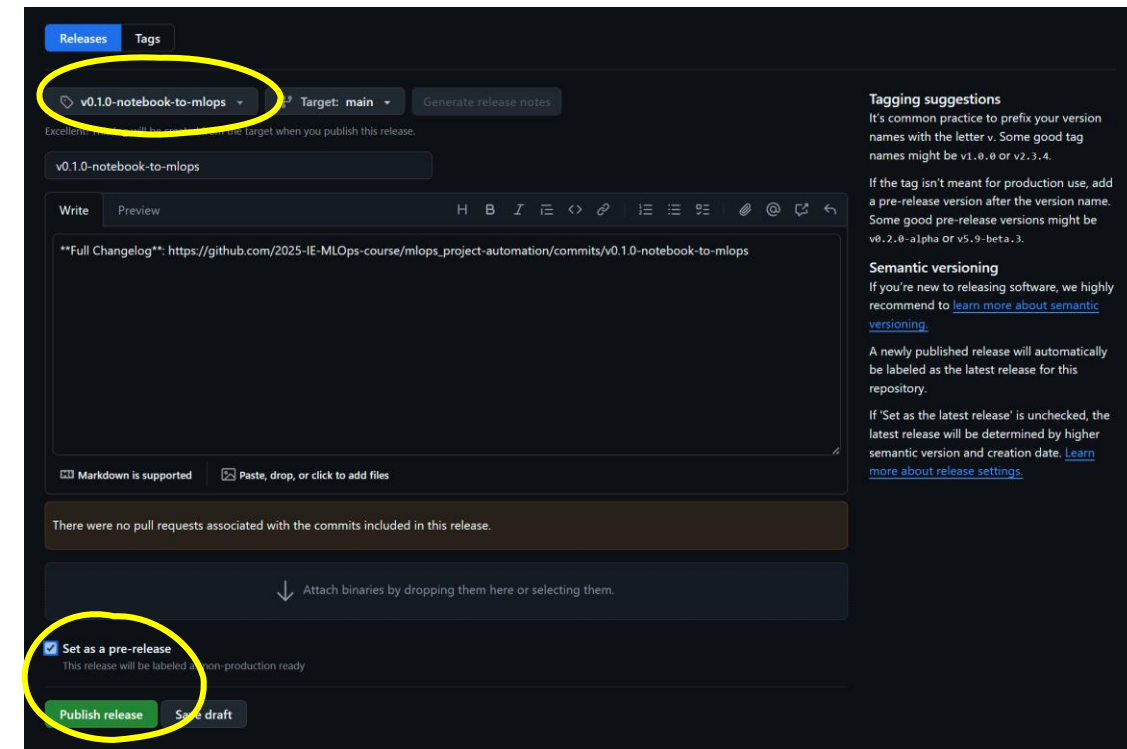 Releases Tags
v0.1.0-notebook-to-mlops Target: main Generate release notes
Excellent! This tag will be created from the target when you publish this release.
v0.1.0-notebook-to-mlops
Write Preview
**Full Changelog**: https://github.com/2025-IE-MLOps-course/mlops_project-automation/commits/v0.1.0-notebook-to-mlops
Markdown is supported Paste, drop, or click to add files
There were no pull requests associated with the commits included in this release.
Attach binaries by dropping them here or selecting them.
Set as a pre-release
This release will be labeled as non-production ready
Publish release Save draft
Tagging suggestions
It's common practice to prefix your version
names with the letter v. Some good tag
names might be v1.0.0 or v2.3.4.
If the tag isn't meant for production use, add
a pre-release version after the version name.
Some good pre-release versions might be
v0.2.0-alpha or v5.9-beta.3.
Semantic versioning
If you're new to releasing software, we highly
recommend to learn more about semantic
versioning.
A newly published release will automatically
be labeled as the latest release for this
repository.
If 'Set as the latest release' is unchecked, the
latest release will be determined by higher
semantic version and creation date. Learn
more about release settings.